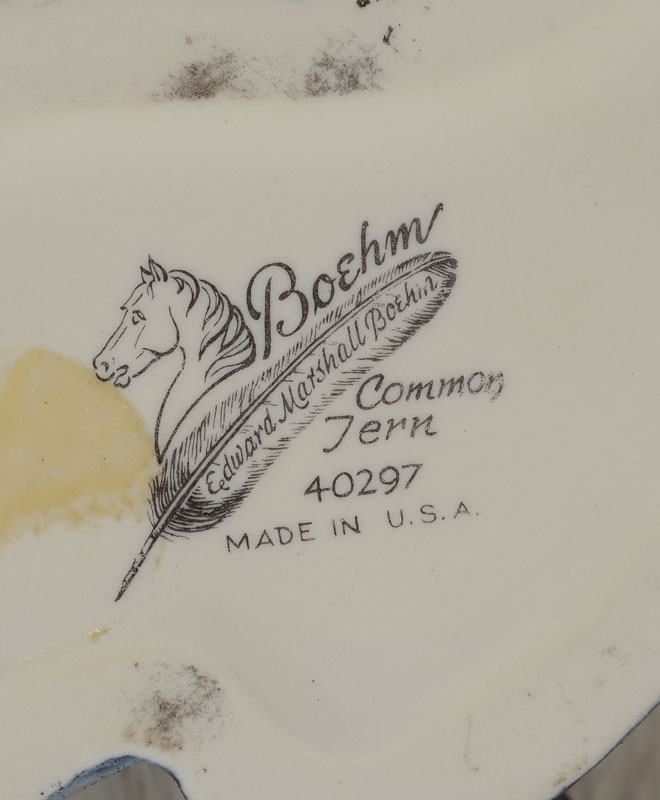 Boehm
Edward Marshall Boehm
Common
Tern
40297
MADE IN U.S.A.